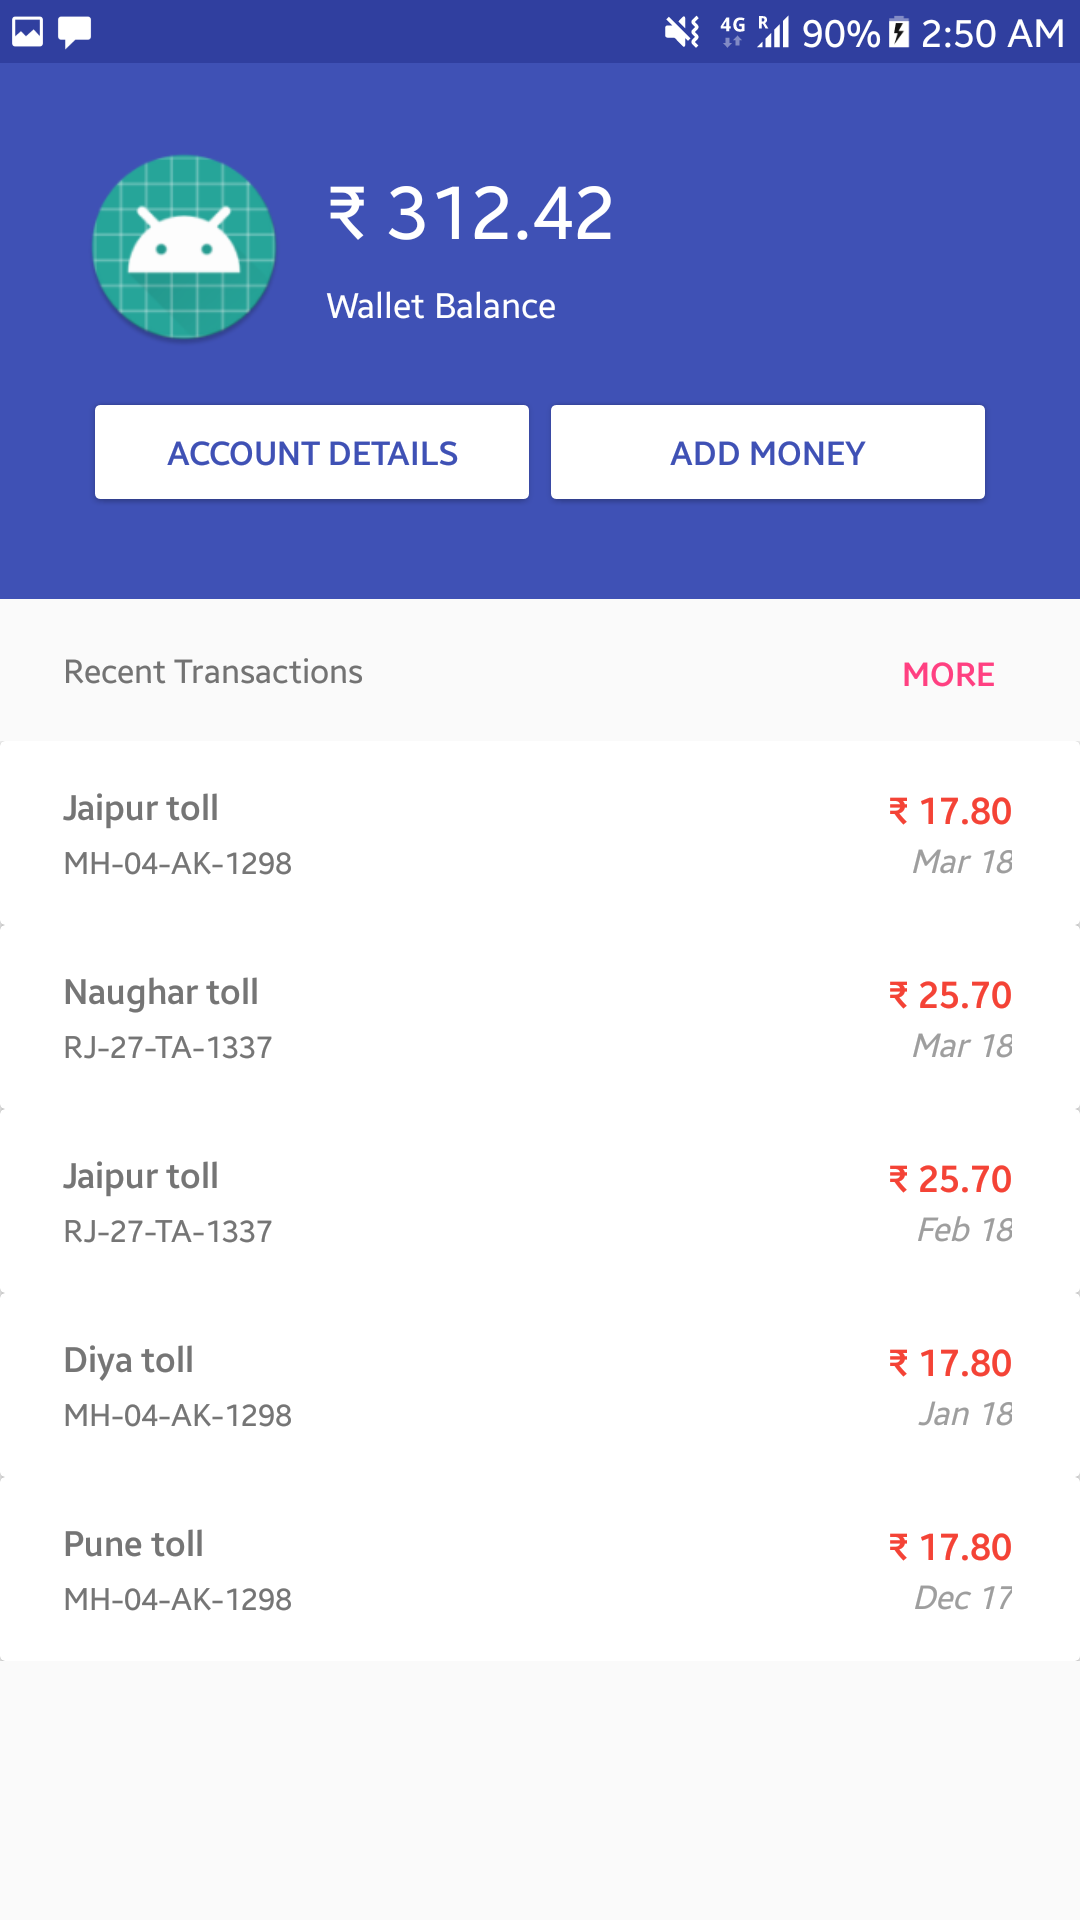 4G R 90% 2:50 AM
₹ 312.42
Wallet Balance
ACCOUNT DETAILS ADD MONEY
Recent Transactions MORE
Jaipur toll ₹ 17.80
MH-04-AK-1298 Mar 18
Naughar toll ₹ 25.70
RJ-27-TA-1337 Mar 18
Jaipur toll ₹ 25.70
RJ-27-TA-1337 Feb 18
Diya toll ₹ 17.80
MH-04-AK-1298 Jan 18
Pune toll ₹ 17.80
MH-04-AK-1298 Dec 17